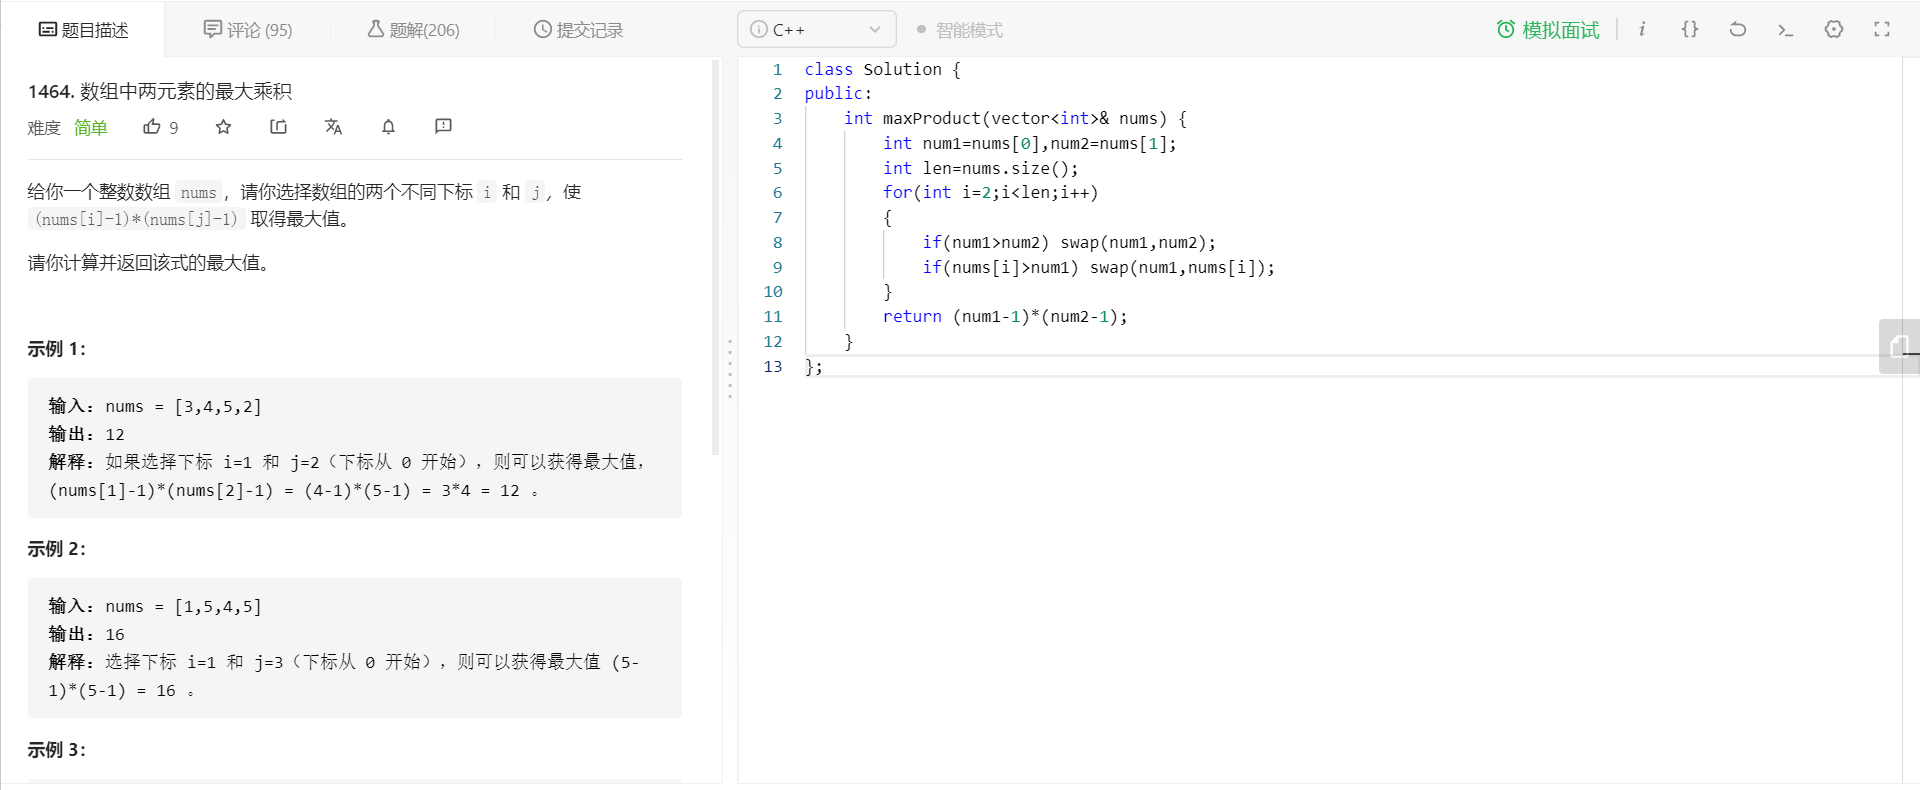 题目描述
评论 (95)
题解(206)
提交记录
C++
智能模式
模拟面试
i
{}
1464. 数组中两元素的最大乘积
难度 简单 9
给你一个整数数组 nums，请你选择数组的两个不同下标 i 和 j，使
(nums[i]-1)*(nums[j]-1) 取得最大值。
请你计算并返回该式的最大值。
示例 1：
输入：nums = [3,4,5,2]
输出：12
解释：如果选择下标 i=1 和 j=2（下标从 0 开始），则可以获得最大值，
(nums[1]-1)*(nums[2]-1) = (4-1)*(5-1) = 3*4 = 12 。
示例 2：
输入：nums = [1,5,4,5]
输出：16
解释：选择下标 i=1 和 j=3（下标从 0 开始），则可以获得最大值 (5-
1)*(5-1) = 16 。
示例 3：
1 class Solution {
2 public:
3     int maxProduct(vector<int>& nums) {
4         int num1=nums[0],num2=nums[1];
5         int len=nums.size();
6         for(int i=2;i<len;i++)
7         {
8             if(num1>num2) swap(num1,num2);
9             if(nums[i]>num1) swap(num1,nums[i]);
10         }
11         return (num1-1)*(num2-1);
12     }
13 };